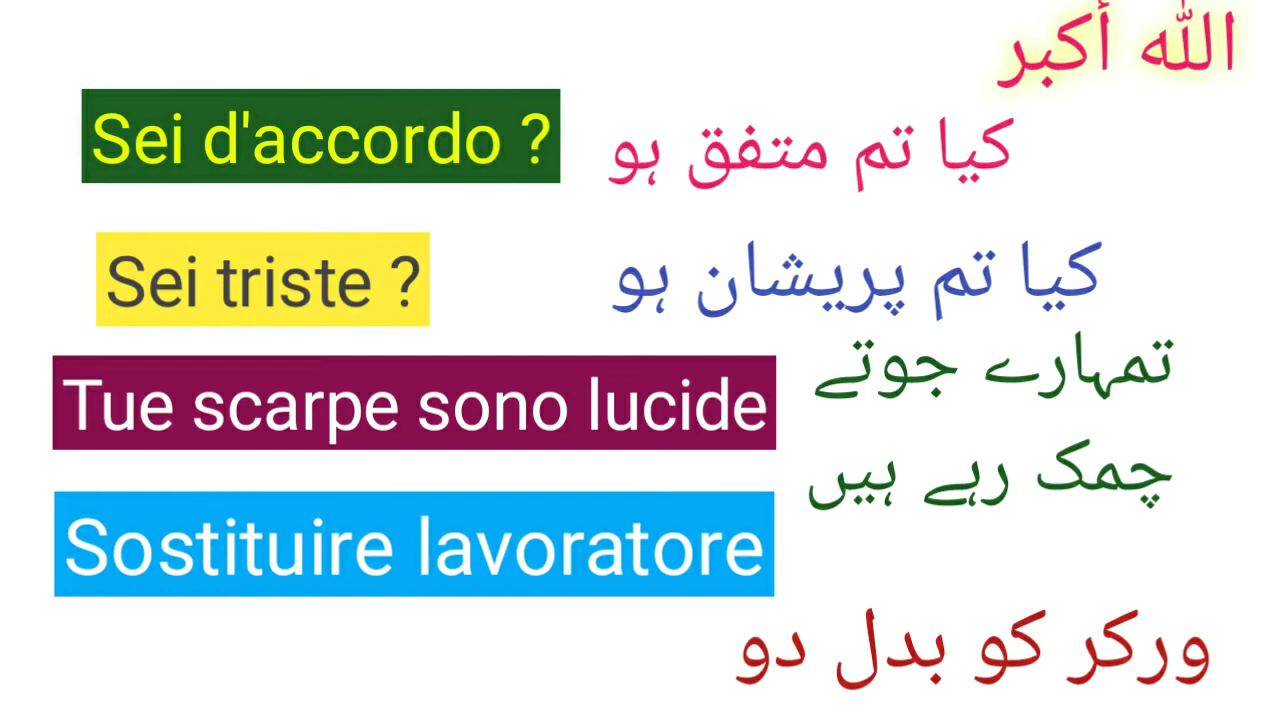 الله أكبر
Sei d'accordo ?
کیا تم متفق ہو
Sei triste ?
کیا تم پریشان ہو
Tue scarpe sono lucide
تمہارے جوتے
چمک رہے ہیں
Sostituire lavoratore
ورکر کو بدل دو